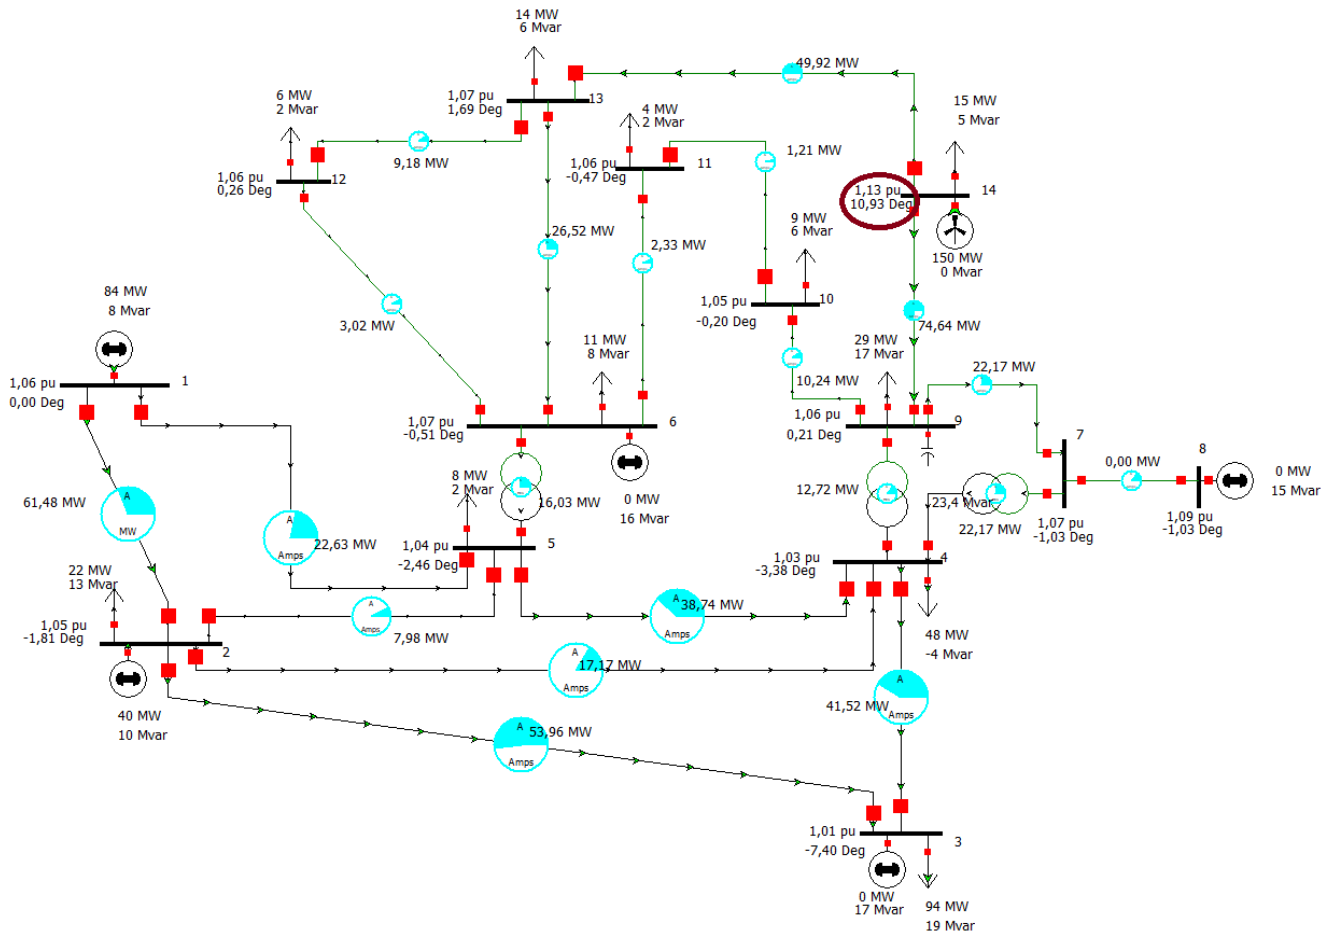 14 MW
6 Mvar
49,92 MW
6 MW
2 Mvar
1,07 pu
1,69 Deg
13
4 MW
2 Mvar
15 MW
5 Mvar
9,18 MW
1,21 MW
1,06 pu
0,26 Deg
12
1,06 pu
-0,47 Deg
11
1,13 pu
10,93 Deg
14
9 MW
6 Mvar
26,52 MW
2,33 MW
150 MW
0 Mvar
84 MW
8 Mvar
3,02 MW
1,05 pu
-0,20 Deg
10
74,64 MW
11 MW
8 Mvar
29 MW
17 Mvar
22,17 MW
1,06 pu
0,00 Deg
1
10,24 MW
1,07 pu
-0,51 Deg
6
1,06 pu
0,21 Deg
9
7
8
0,00 MW
0 MW
15 Mvar
61,48 MW
A
MW
8 MW
2 Mvar
16,03 MW
0 MW
16 Mvar
12,72 MW
23,4 Mvar
22,17 MW
1,07 pu
-1,03 Deg
1,09 pu
-1,03 Deg
A
Amps
22,63 MW
1,04 pu
-2,46 Deg
5
1,03 pu
-3,38 Deg
4
22 MW
13 Mvar
A
Amps
7,98 MW
A
38,74 MW
Amps
48 MW
-4 Mvar
1,05 pu
-1,81 Deg
2
A
17,17 MW
Amps
40 MW
10 Mvar
A
41,52 MW
Amps
A
53,96 MW
Amps
1,01 pu
-7,40 Deg
3
0 MW
17 Mvar
94 MW
19 Mvar